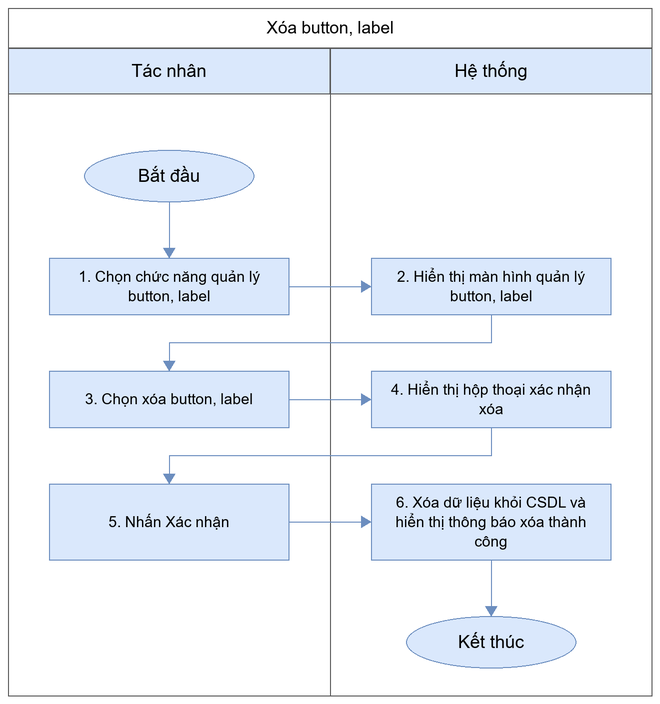 Xóa button, label
Tác nhân
Hệ thống
Bắt đầu
1. Chọn chức năng quản lý
button, label
2. Hiển thị màn hình quản lý
button, label
3. Chọn xóa button, label
4. Hiển thị hộp thoại xác nhận
xóa
5. Nhấn Xác nhận
6. Xóa dữ liệu khỏi CSDL và
hiển thị thông báo xóa thành
công
Kết thúc